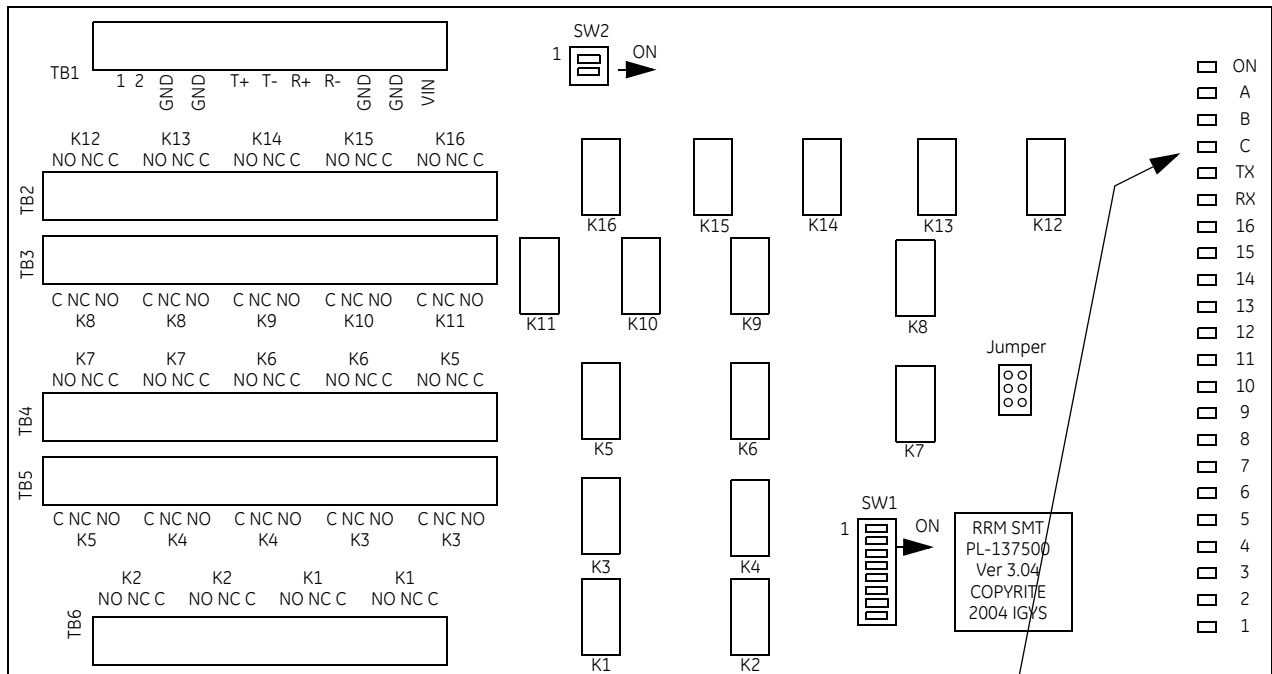 TB1
1 2 GND GND T+ T- R+ R- GND GND VIN
SW2
1 ON
K12 K13 K14 K15 K16
NO NC C NO NC C NO NC C NO NC C NO NC C
TB2
TB3
C NC NO C NC NO C NC NO C NC NO C NC NO
K8 K8 K9 K10 K11
K7 K7 K6 K6 K5
NO NC C NO NC C NO NC C NO NC C NO NC C
TB4
TB5
C NC NO C NC NO C NC NO C NC NO C NC NO
K5 K4 K4 K3 K3
K2 K2 K1 K1
NO NC C NO NC C NO NC C NO NC C
TB6
K16 K15 K14 K13 K12
K11 K10 K9 K8
Jumper
K5 K6 K7
K3 K4
K1 K2
SW1
1 ON
RRM SMT
PL-137500
Ver 3.04
COPYRITE
2004 IGYS
ON
A
B
C
TX
RX
16
15
14
13
12
11
10
9
8
7
6
5
4
3
2
1